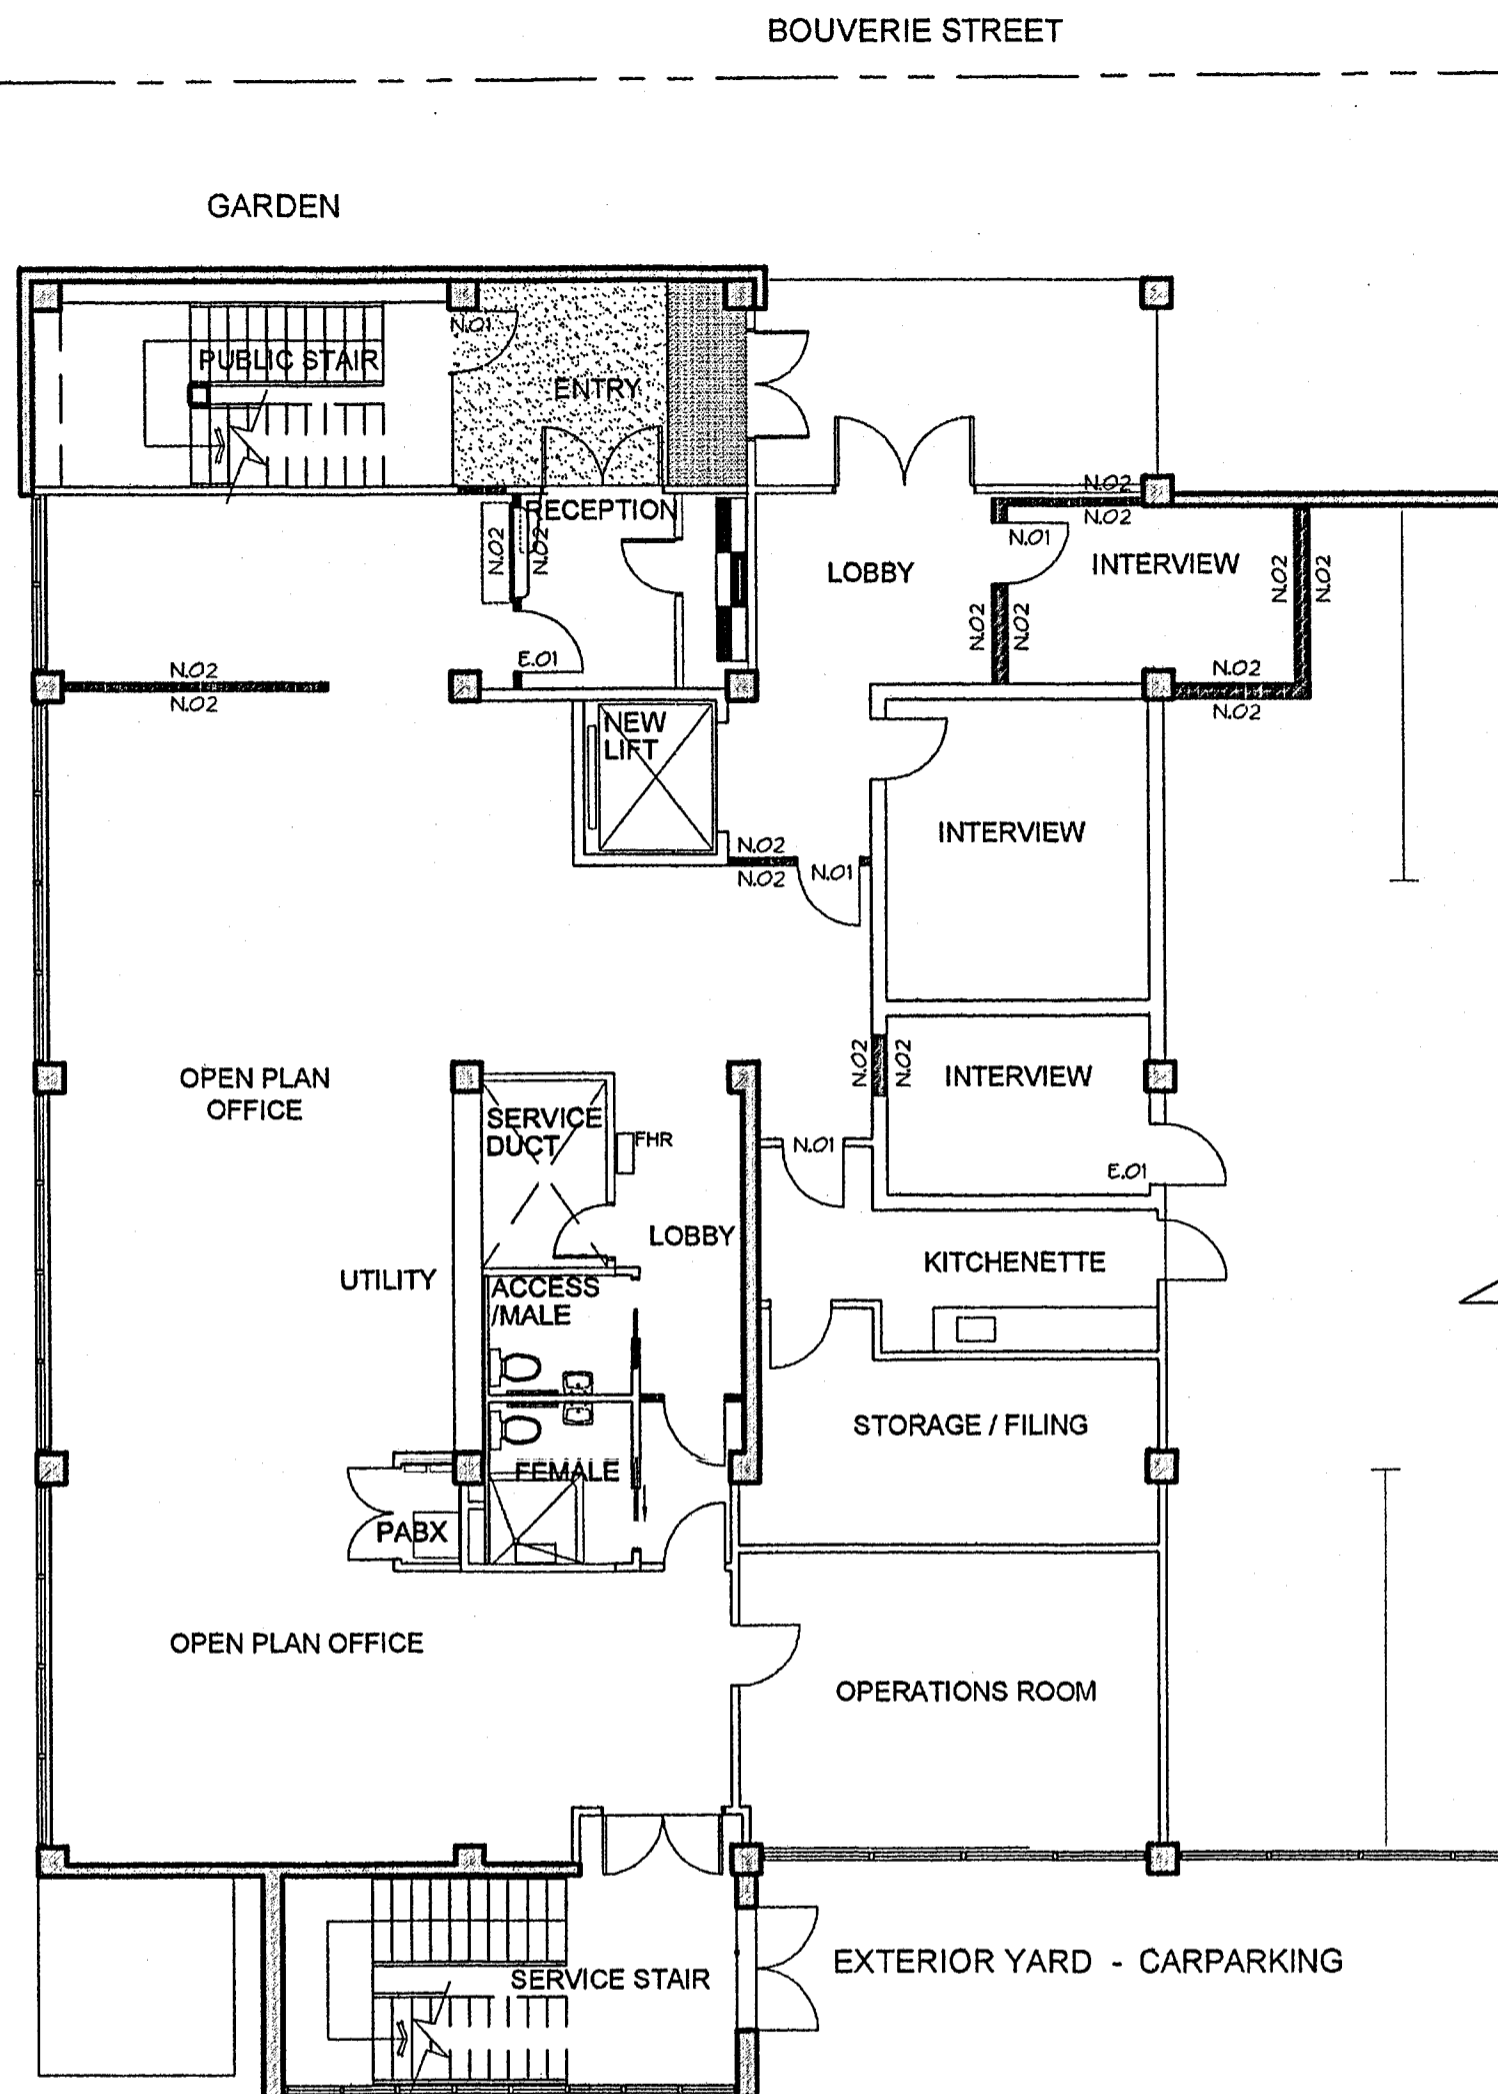 BOUVERIE STREET
GARDEN
N.01
PUBLIC STAIR
ENTRY
RECEPTION
N.02
N.02
N.02
N.02
N.01
INTERVIEW
LOBBY
N.02
N.02
N.02
N.02
E.01
N.02
N.02
N.02
N.02
NEW
LIFT
INTERVIEW
N.02
N.02
N.01
N.02
N.02
INTERVIEW
OPEN PLAN
OFFICE
SERVICE
DUCT
FHR
N.01
E.01
LOBBY
KITCHENETTE
UTILITY
ACCESS
/MALE
STORAGE / FILING
FEMALE
PABX
OPEN PLAN OFFICE
OPERATIONS ROOM
EXTERIOR YARD - CARPARKING
SERVICE STAIR